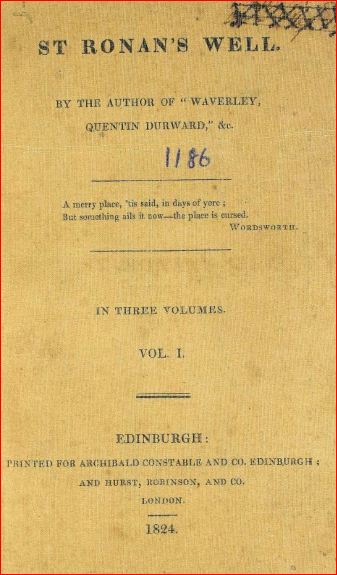 ST RONAN'S WELL.
BY THE AUTHOR OF "WAVERLEY,
QUENTIN DURWARD," &c.
1186
A merry place, 'tis said, in days of yore ;
But something ails it now—the place is cursed.
WORDSWORTH.
IN THREE VOLUMES.
VOL. I.
EDINBURGH:
PRINTED FOR ARCHIBALD CONSTABLE AND CO. EDINBURGH ;
AND HURST, ROBINSON, AND CO.
LONDON.
1824.